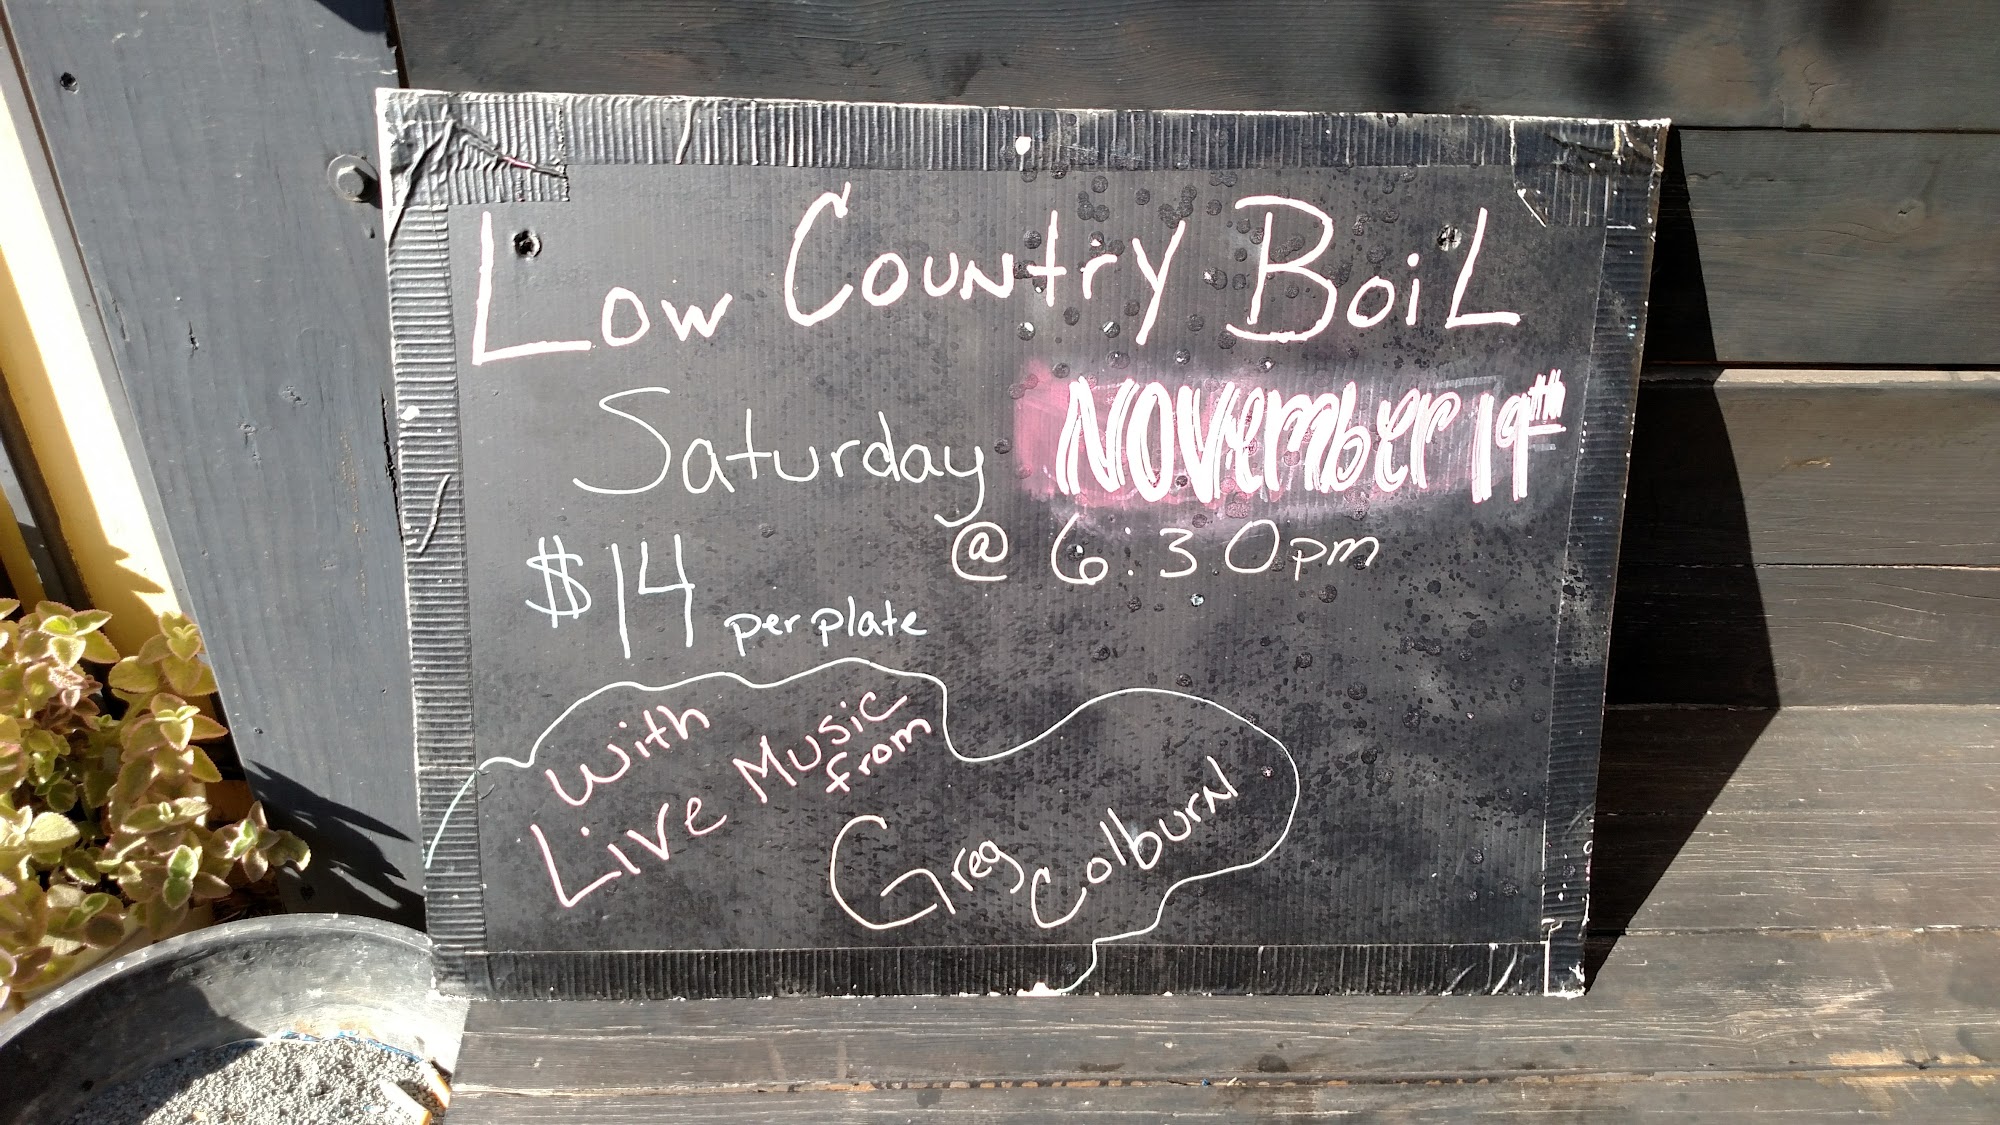 Low Country BoiL
Saturday November 19th
@ 6:30pm
$14 per plate
with
Live Music
from
Greg Colburn